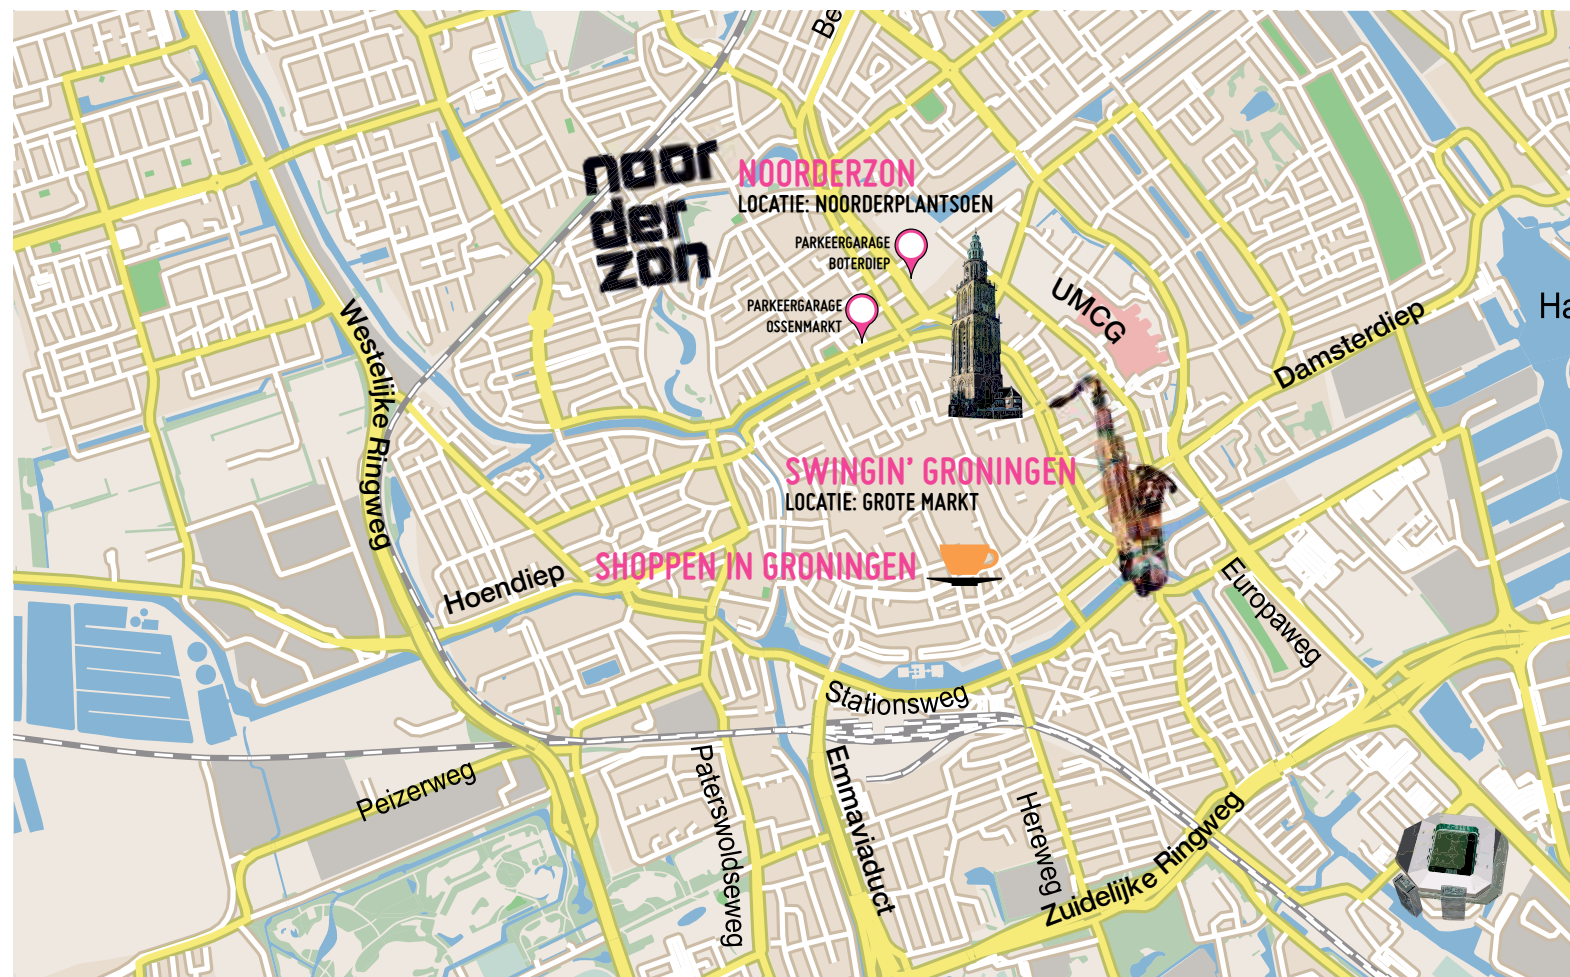 noor
der
zon
NOORDERZON
LOCATIE: NOORDERPLANTSOEN
PARKEERGARAGE
BOTERDIEP
PARKEERGARAGE
OSSENMARKT
UMCG
Damsterdiep
Westelijke Ringweg
SWINGIN' GRONINGEN
LOCATIE: GROTE MARKT
SHOPPEN IN GRONINGEN
Hoendiep
Europaweg
Stationsweg
Peizerweg
Paterswoldseweg
Emmaviaduct
Hereweg
Zuidelijke Ringweg